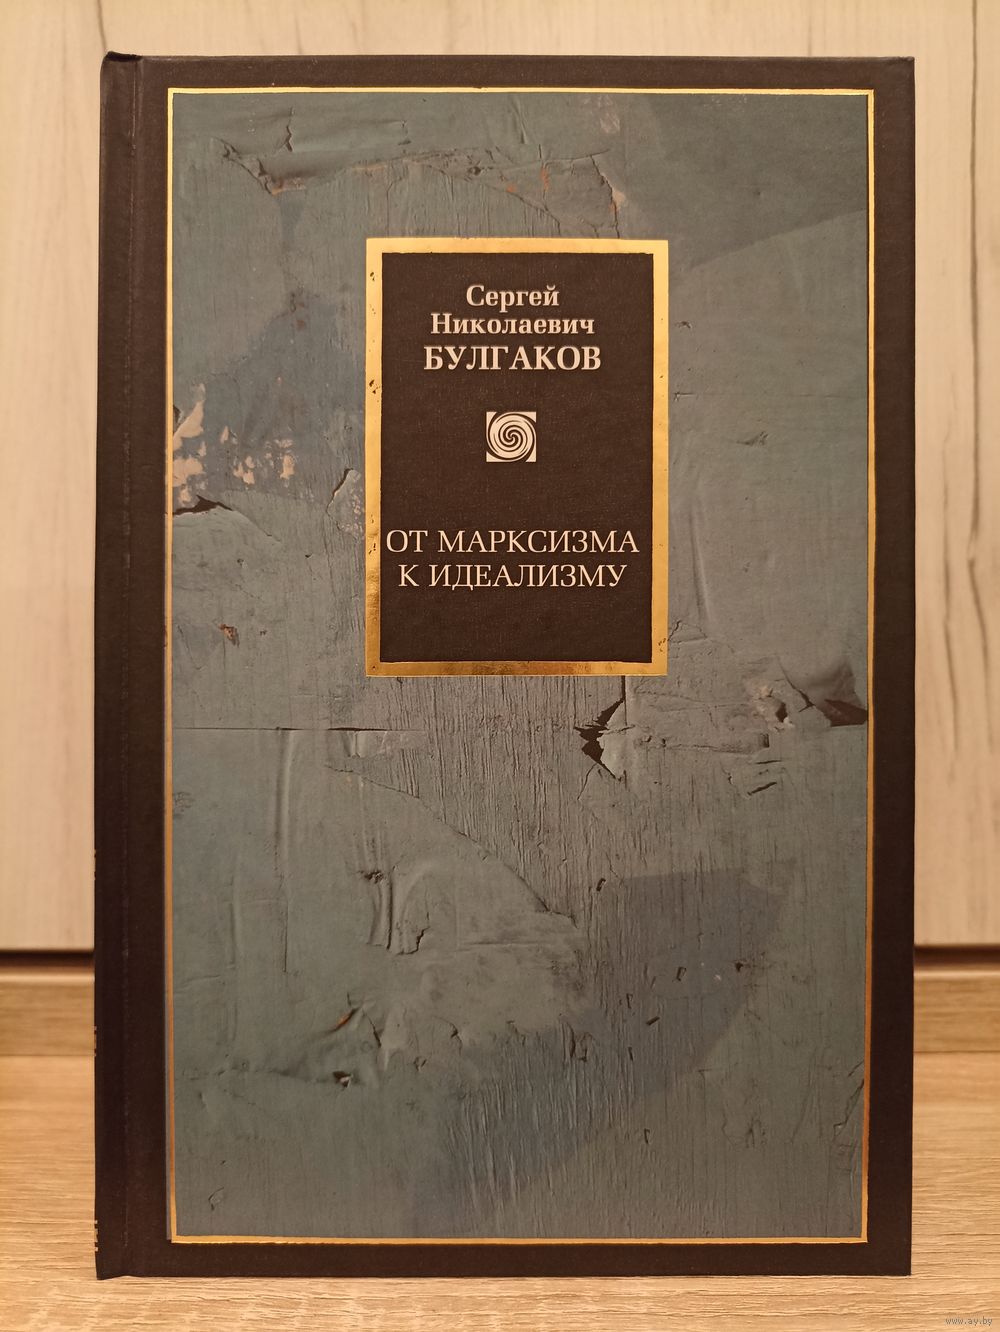 Сергей
Николаевич
БУЛГАКОВ
ОТ МАРКСИЗМА
К ИДЕАЛИЗМУ
www.ay.by